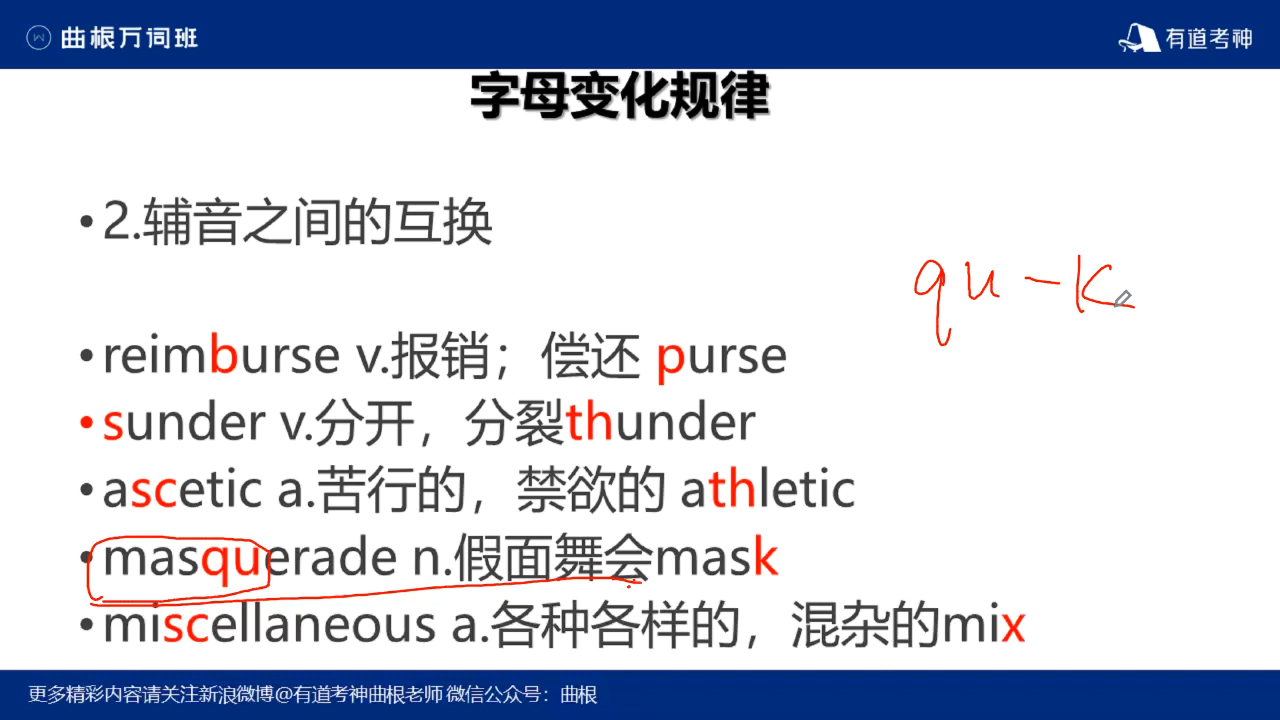 曲根万词班
有道考神
字母变化规律
•2.辅音之间的互换
qu - k
•reimburse v.报销；偿还 purse
•sunder v.分开，分裂thunder
•ascetic a.苦行的，禁欲的 athletic
•masquerade n.假面舞会mask
•miscellaneous a.各种各样的，混杂的mix
更多精彩内容请关注新浪微博@有道考神曲根老师 微信公众号：曲根